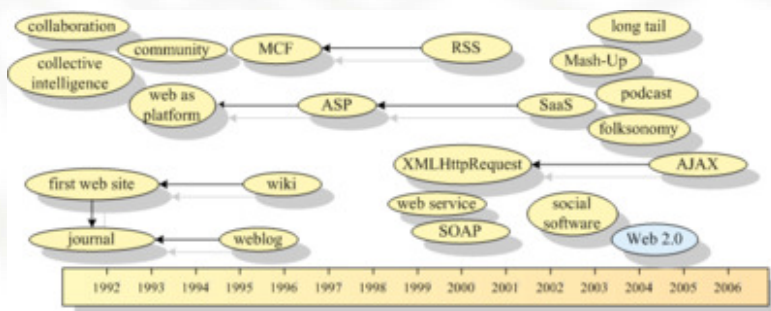 collaboration
long tail
community
MCF
RSS
collective
intelligence
Mash-Up
web as
platform
ASP
SaaS
podcast
folksonomy
XMLHttpRequest
AJAX
first web site
wiki
web service
social
software
SOAP
journal
weblog
Web 2.0
1992 1993 1994 1995 1996 1997 1998 1999 2000 2001 2002 2003 2004 2005 2006